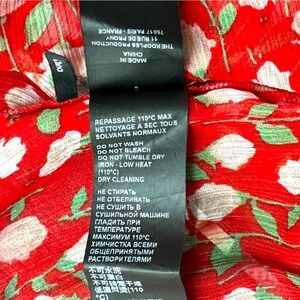 THE KOOPLES PRODUCTION
11 RUE DE PRONY
75017 PARIS - FRANCE
MADE IN
CHINA
REPASSAGE 110°C MAX
NETTOYAGE A SEC TOUS
SOLVANTS NORMAUX
DO NOT WASH
DO NOT BLEACH
DO NOT TUMBLE DRY
IRON - LOW HEAT
(110°C)
DRY CLEANING
НЕ СТИРАТЬ
НЕ ОТБЕЛИВАТЬ
НЕ СУШИТЬ В
СУШИЛЬНОЙ МАШИНЕ
ГЛАДИТЬ ПРИ
ТЕМПЕРАТУРЕ
МАКСИМУМ 110°C
ХИМЧИСТКА ВСЕМИ
ОБЩЕПРИНЯТЫМИ
РАСТВОРИТЕЛЯМИ
不可水洗
不可漂白